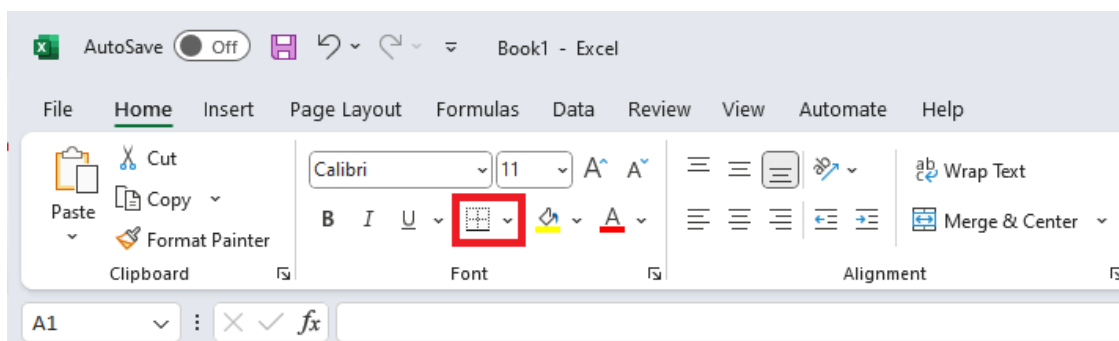 AutoSave Off Book1 - Excel
File Home Insert Page Layout Formulas Data Review View Automate Help
Paste
Cut
Copy
Format Painter
Clipboard
Calibri 11 A A
B I U A
Font
ab Wrap Text
Merge & Center
Alignment
A1 fx